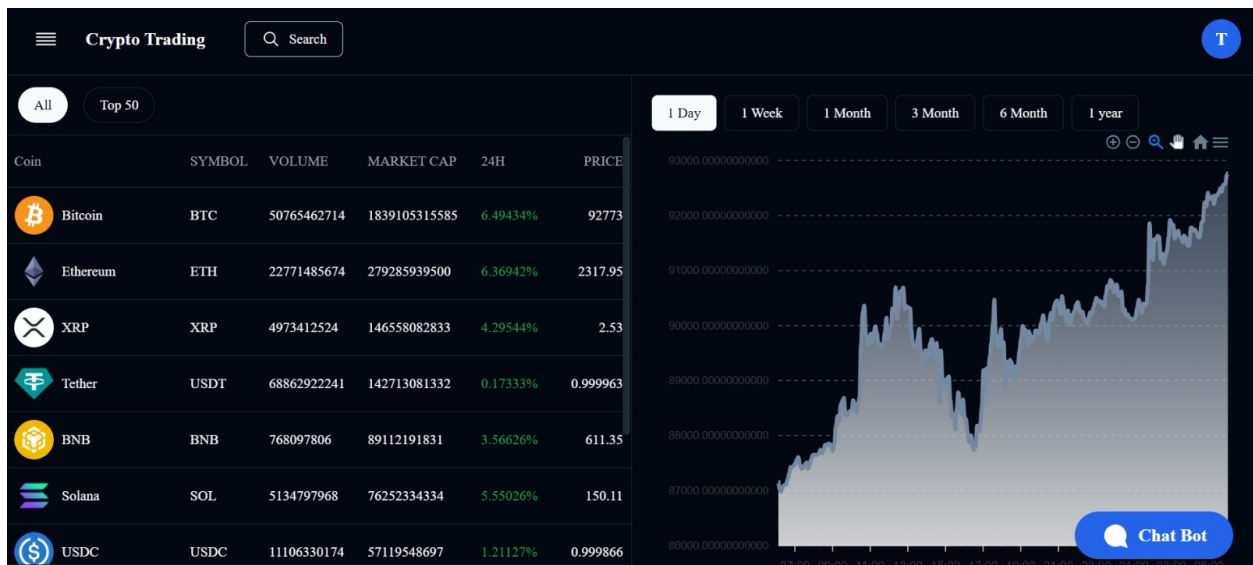 Crypto Trading Search T
All Top 50
1 Day 1 Week 1 Month 3 Month 6 Month 1 year
Coin SYMBOL VOLUME MARKET CAP 24H PRICE
Bitcoin BTC 50765462714 1839105315585 6.49434% 92773
Ethereum ETH 22771485674 279285939500 6.36942% 2317.95
XRP XRP 4973412524 146558082833 4.29544% 2.53
Tether USDT 68862922241 142713081332 0.17333% 0.999963
BNB BNB 768097806 89112191831 3.56626% 611.35
Solana SOL 5134797968 76252334334 5.55026% 150.11
USDC USDC 11106330174 57119548697 1.21127% 0.999866
93000.00000000000
92000.00000000000
91000.00000000000
90000.00000000000
89000.00000000000
88000.00000000000
87000.00000000000
86000.00000000000
Chat Bot